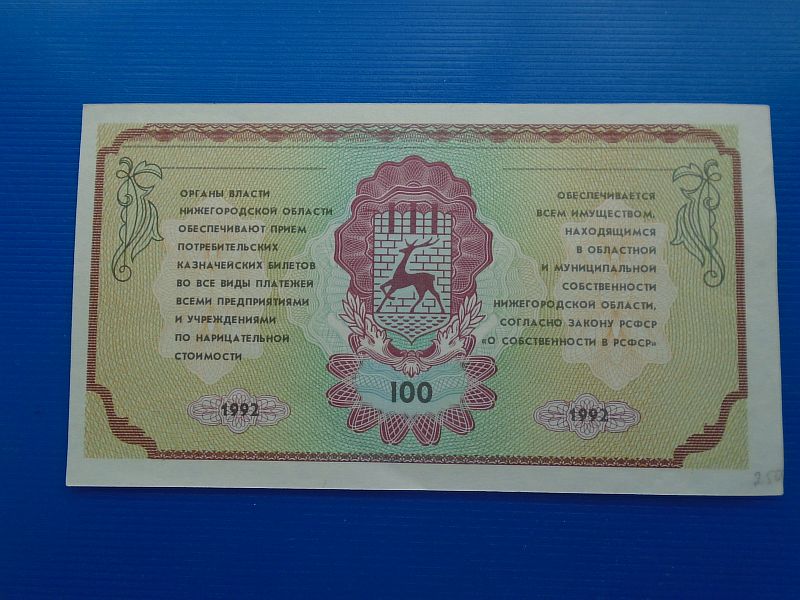 ОРГАНЫ ВЛАСТИ
НИЖЕГОРОДСКОЙ ОБЛАСТИ
ОБЕСПЕЧИВАЮТ ПРИЕМ
ПОТРЕБИТЕЛЬСКИХ
КАЗНАЧЕЙСКИХ БИЛЕТОВ
ВО ВСЕ ВИДЫ ПЛАТЕЖЕЙ
ВСЕМИ ПРЕДПРИЯТИЯМИ
И УЧРЕЖДЕНИЯМИ
ПО НАРИЦАТЕЛЬНОЙ
СТОИМОСТИ
ОБЕСПЕЧИВАЕТСЯ
ВСЕМ ИМУЩЕСТВОМ,
НАХОДЯЩИМСЯ
В ОБЛАСТНОЙ
И МУНИЦИПАЛЬНОЙ
СОБСТВЕННОСТИ
НИЖЕГОРОДСКОЙ ОБЛАСТИ,
СОГЛАСНО ЗАКОНУ РСФСР
«О СОБСТВЕННОСТИ В РСФСР»
100
1992
1992